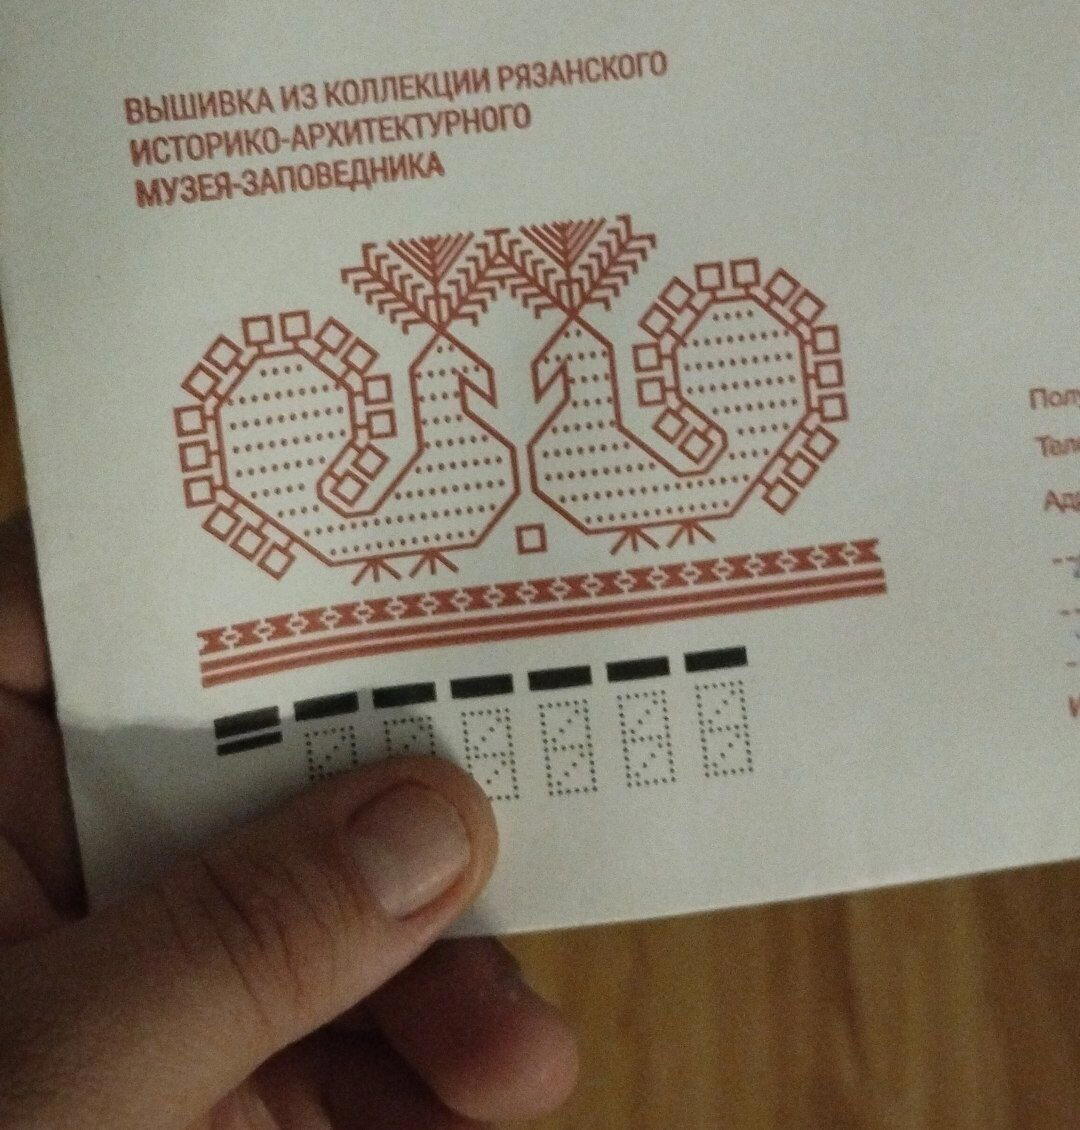 ВЫШИВКА ИЗ КОЛЛЕКЦИИ РЯЗАНСКОГО
ИСТОРИКО-АРХИТЕКТУРНОГО
МУЗЕЯ-ЗАПОВЕДНИКА